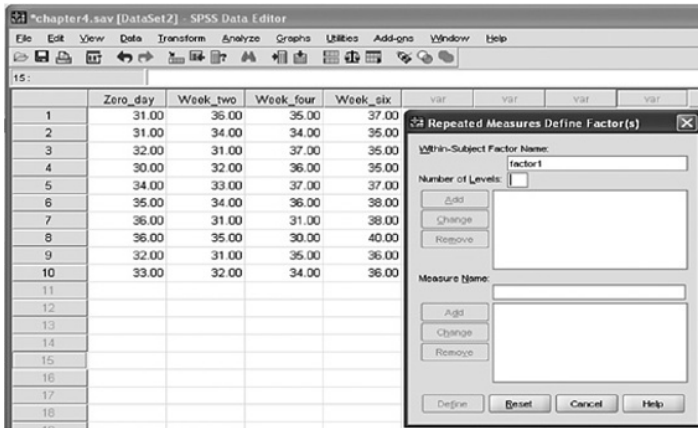 *chapter4.sav [DataSet2] - SPSS Data Editor
File Edit View Data Transform Analyze Graphs Utilities Add-ons Window Help
15 :
Zero_day Week_two Week_four Week_six var var var var
1 31.00 36.00 35.00 37.00
2 31.00 34.00 34.00 35.00
3 32.00 31.00 37.00 35.00
4 30.00 32.00 36.00 35.00
5 34.00 33.00 37.00 37.00
6 35.00 34.00 36.00 38.00
7 36.00 31.00 31.00 38.00
8 36.00 35.00 30.00 40.00
9 32.00 31.00 35.00 36.00
10 33.00 32.00 34.00 36.00
11
12
13
14
15
16
17
18
Repeated Measures Define Factor(s)
Within-Subject Factor Name:
factor1
Number of Levels:
Add
Change
Remove
Measure Name:
Add
Change
Remove
Define Reset Cancel Help